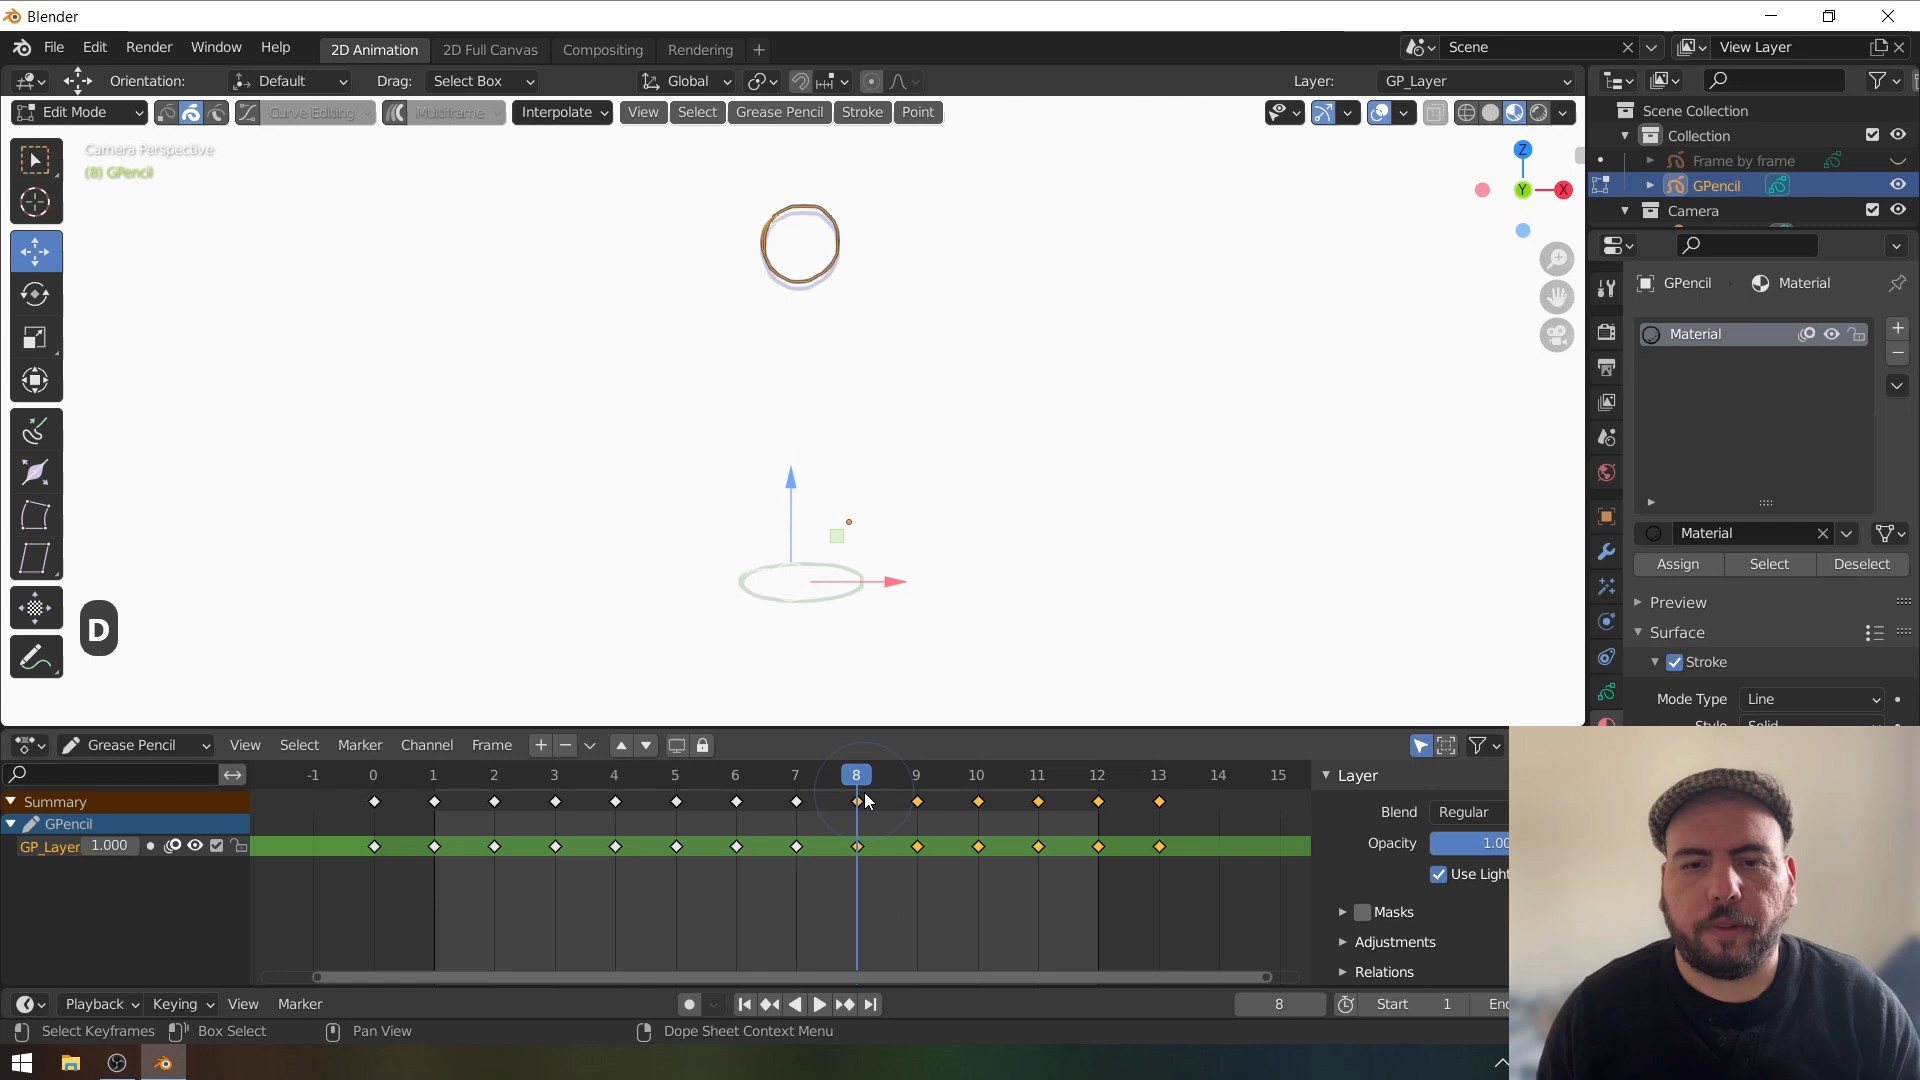 Blender
File Edit Render Window Help 2D Animation 2D Full Canvas Compositing Rendering Scene View Layer
Orientation: Default Drag: Select Box Global Layer: GP_Layer
Edit Mode Curve Editing Multiframe Interpolate View Select Grease Pencil Stroke Point
Camera Perspective
(8) GPencil
Z
Y
X
D
Scene Collection
Collection
Frame by frame
GPencil
Camera
GPencil Material
Material
Material
Assign Select Deselect
Preview
Surface
Stroke
Mode Type Line
Style Solid
Grease Pencil View Select Marker Channel Frame
-1 0 1 2 3 4 5 6 7 8 9 10 11 12 13 14 15
Summary
GPencil
GP_Layer 1.000
Layer
Blend Regular
Opacity 1.00
Use Light
Masks
Adjustments
Relations
Playback Keying View Marker 8 Start 1 En
Select Keyframes Box Select Pan View Dope Sheet Context Menu